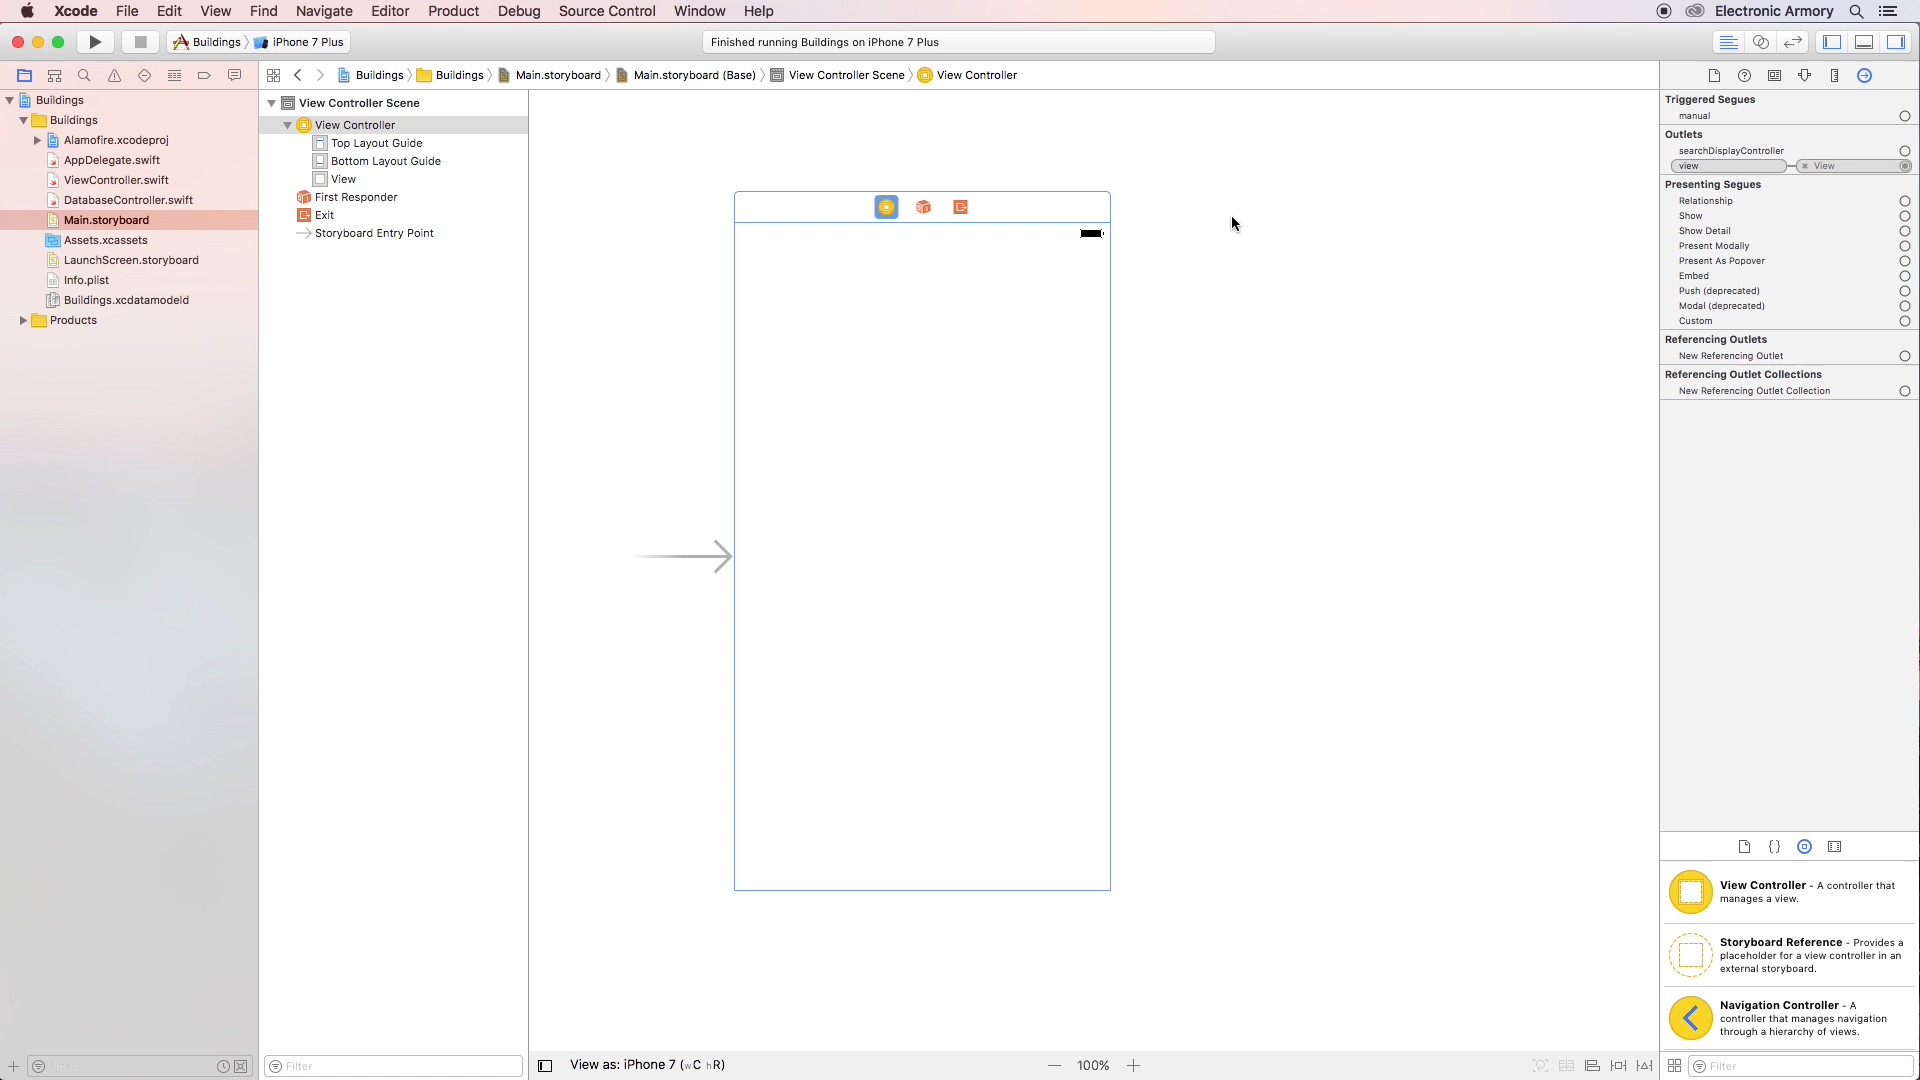 Xcode File Edit View Find Navigate Editor Product Debug Source Control Window Help Electronic Armory
Buildings iPhone 7 Plus Finished running Buildings on iPhone 7 Plus
Buildings Buildings Main.storyboard Main.storyboard (Base) View Controller Scene View Controller
Buildings
Buildings
Alamofire.xcodeproj
AppDelegate.swift
ViewController.swift
DatabaseController.swift
Main.storyboard
Assets.xcassets
LaunchScreen.storyboard
Info.plist
Buildings.xcdatamodeld
Products
Filter
View Controller Scene
View Controller
Top Layout Guide
Bottom Layout Guide
View
First Responder
Exit
Storyboard Entry Point
Filter
View as: iPhone 7 (wC hR) 100%
Triggered Segues
manual
Outlets
searchDisplayController
view View
Presenting Segues
Relationship
Show
Show Detail
Present Modally
Present As Popover
Embed
Push (deprecated)
Modal (deprecated)
Custom
Referencing Outlets
New Referencing Outlet
Referencing Outlet Collections
New Referencing Outlet Collection
{}
View Controller - A controller that
manages a view.
Storyboard Reference - Provides a
placeholder for a view controller in an
external storyboard.
Navigation Controller - A
controller that manages navigation
through a hierarchy of views.
Filter